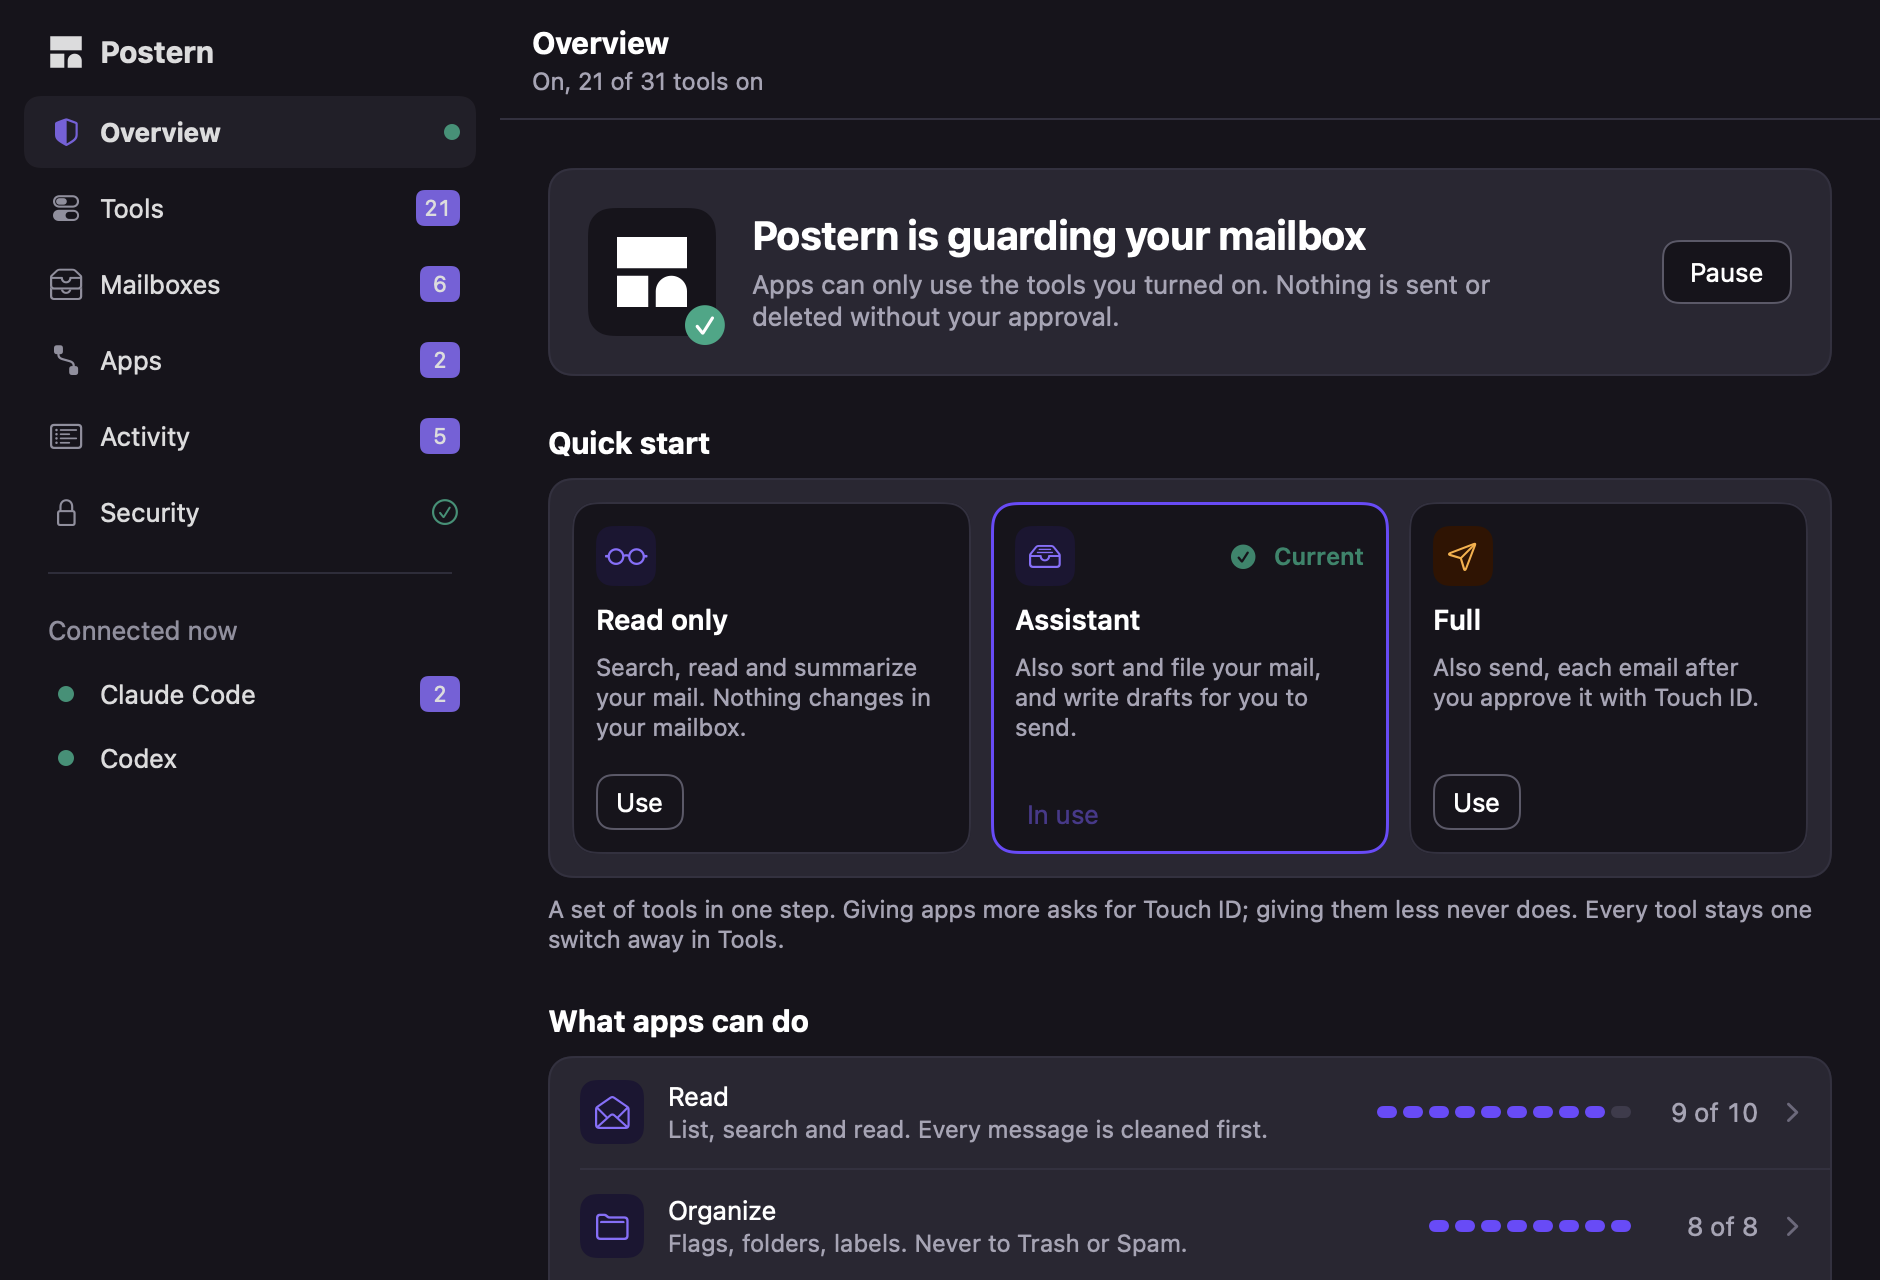 Postern
Overview
Tools
21
Mailboxes
6
Apps
2
Activity
5
Security
Connected now
Claude Code
2
Codex
Overview
On, 21 of 31 tools on
Postern is guarding your mailbox
Apps can only use the tools you turned on. Nothing is sent or
deleted without your approval.
Pause
Quick start
Read only
Search, read and summarize
your mail. Nothing changes in
your mailbox.
Use
Current
Assistant
Also sort and file your mail,
and write drafts for you to
send.
In use
Full
Also send, each email after
you approve it with Touch ID.
Use
A set of tools in one step. Giving apps more asks for Touch ID; giving them less never does. Every tool stays one
switch away in Tools.
What apps can do
Read
List, search and read. Every message is cleaned first.
9 of 10
Organize
Flags, folders, labels. Never to Trash or Spam.
8 of 8